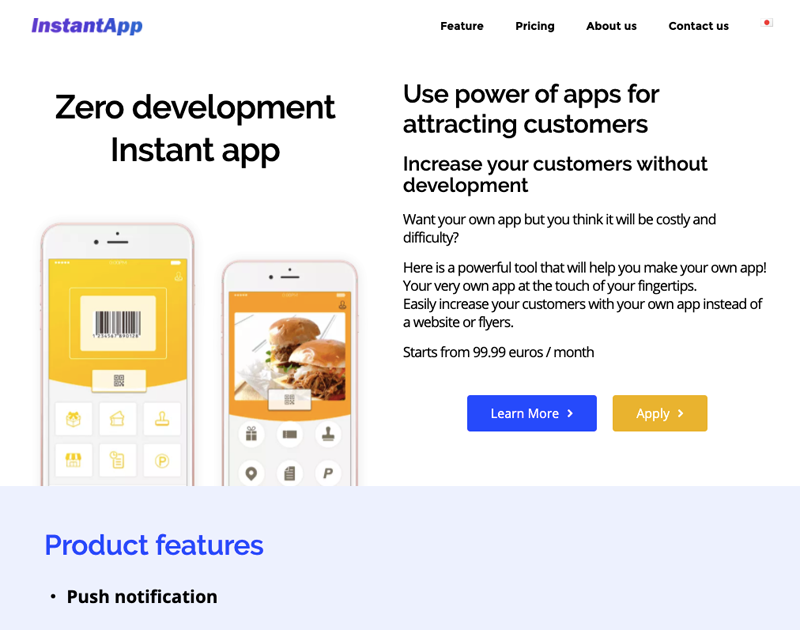 InstantApp
Feature
Pricing
About us
Contact us
Zero development
Instant app
Use power of apps for
attracting customers
Increase your customers without
development
Want your own app but you think it will be costly and
difficulty?
Here is a powerful tool that will help you make your own app!
Your very own app at the touch of your fingertips.
Easily increase your customers with your own app instead of
a website or flyers.
Starts from 99.99 euros / month
Learn More
Apply
P
P
Product features
• Push notification